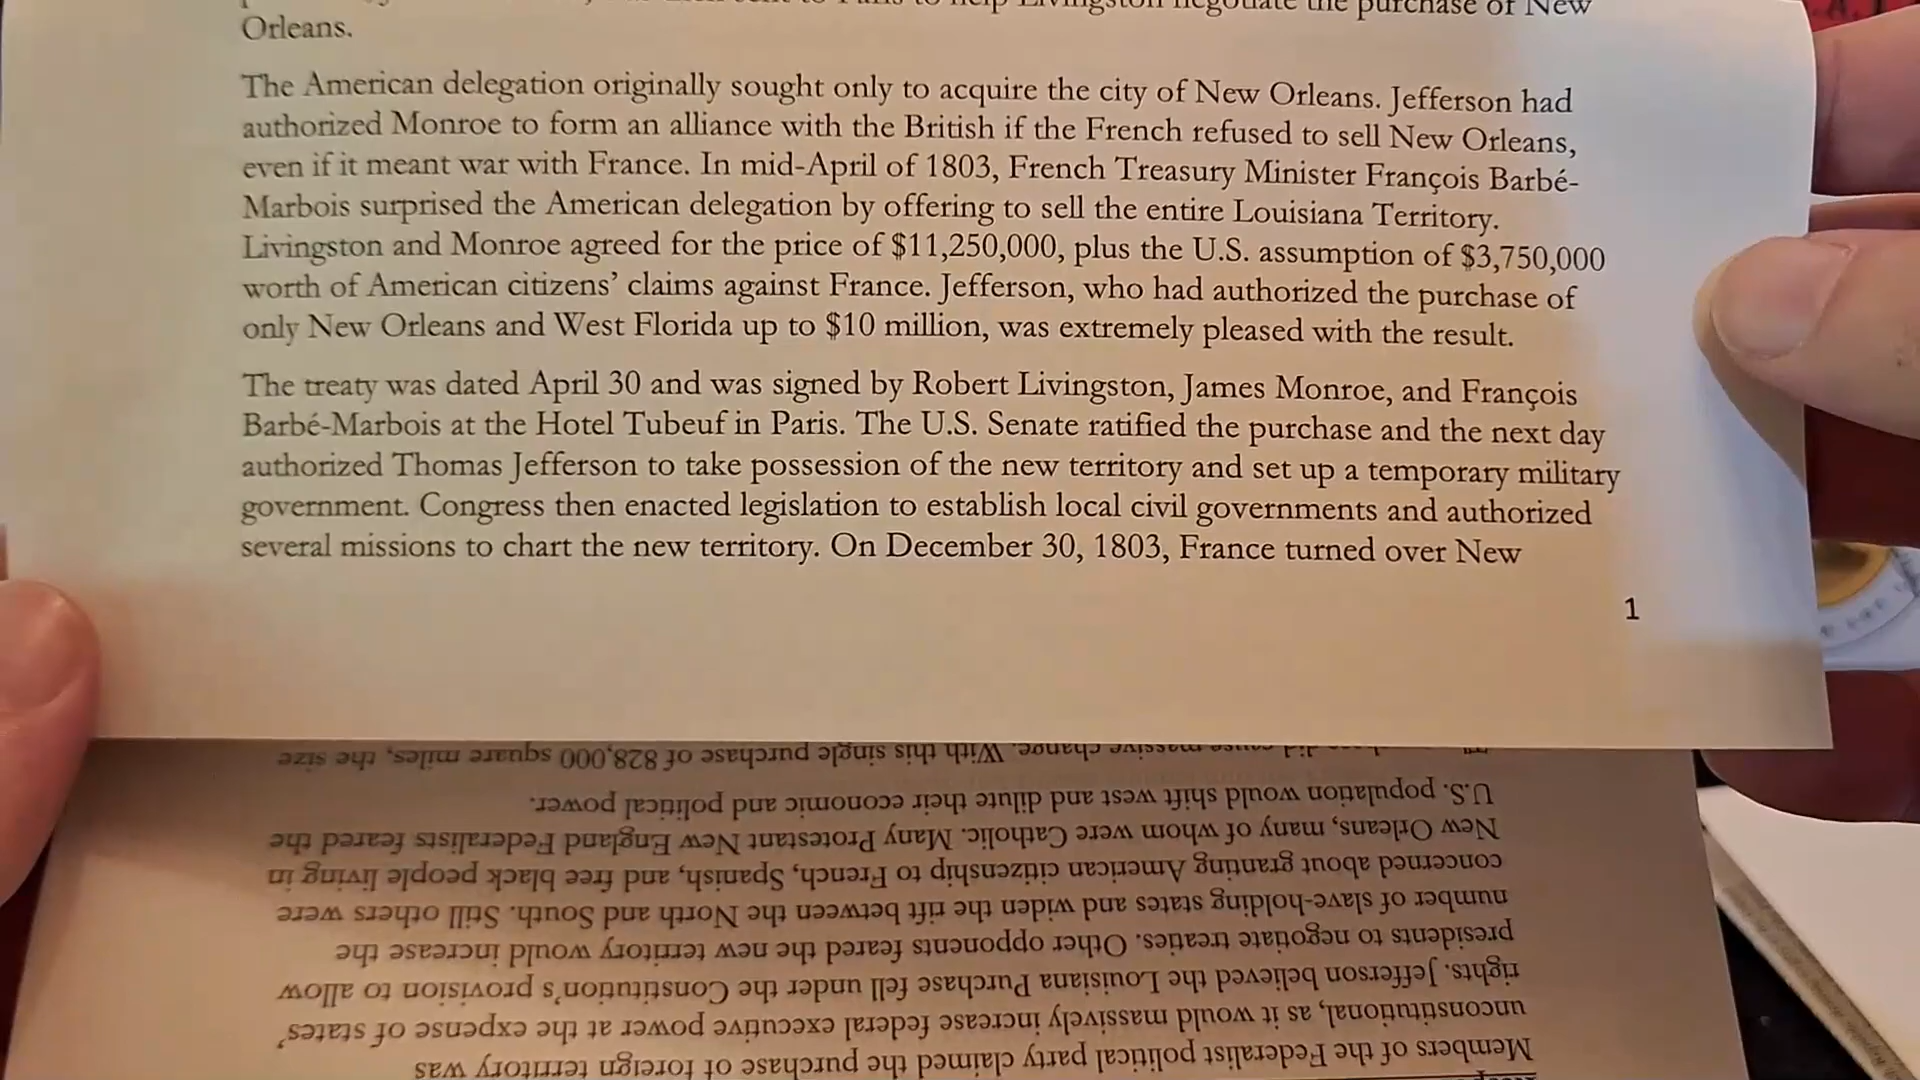 to help Livingston negotiate the purchase of New
Orleans.
The American delegation originally sought only to acquire the city of New Orleans. Jefferson had
authorized Monroe to form an alliance with the British if the French refused to sell New Orleans,
even if it meant war with France. In mid-April of 1803, French Treasury Minister François Barbé-
Marbois surprised the American delegation by offering to sell the entire Louisiana Territory.
Livingston and Monroe agreed for the price of $11,250,000, plus the U.S. assumption of $3,750,000
worth of American citizens’ claims against France. Jefferson, who had authorized the purchase of
only New Orleans and West Florida up to $10 million, was extremely pleased with the result.
The treaty was dated April 30 and was signed by Robert Livingston, James Monroe, and François
Barbé-Marbois at the Hotel Tubeuf in Paris. The U.S. Senate ratified the purchase and the next day
authorized Thomas Jefferson to take possession of the new territory and set up a temporary military
government. Congress then enacted legislation to establish local civil governments and authorized
several missions to chart the new territory. On December 30, 1803, France turned over New
1
Members of the Federalist political party claimed the purchase of foreign territory was
unconstitutional, as it would massively increase federal executive power at the expense of states’
rights. Jefferson believed the Louisiana Purchase fell under the Constitution’s provision to allow
presidents to negotiate treaties. Other opponents feared the new territory would increase the
number of slave-holding states and widen the rift between the North and South. Still others were
concerned about granting American citizenship to French, Spanish, and free black people living in
New Orleans, many of whom were Catholic. Many Protestant New England Federalists feared the
U.S. population would shift west and dilute their economic and political power.
did cause massive change. With this single purchase of 828,000 square miles, the size